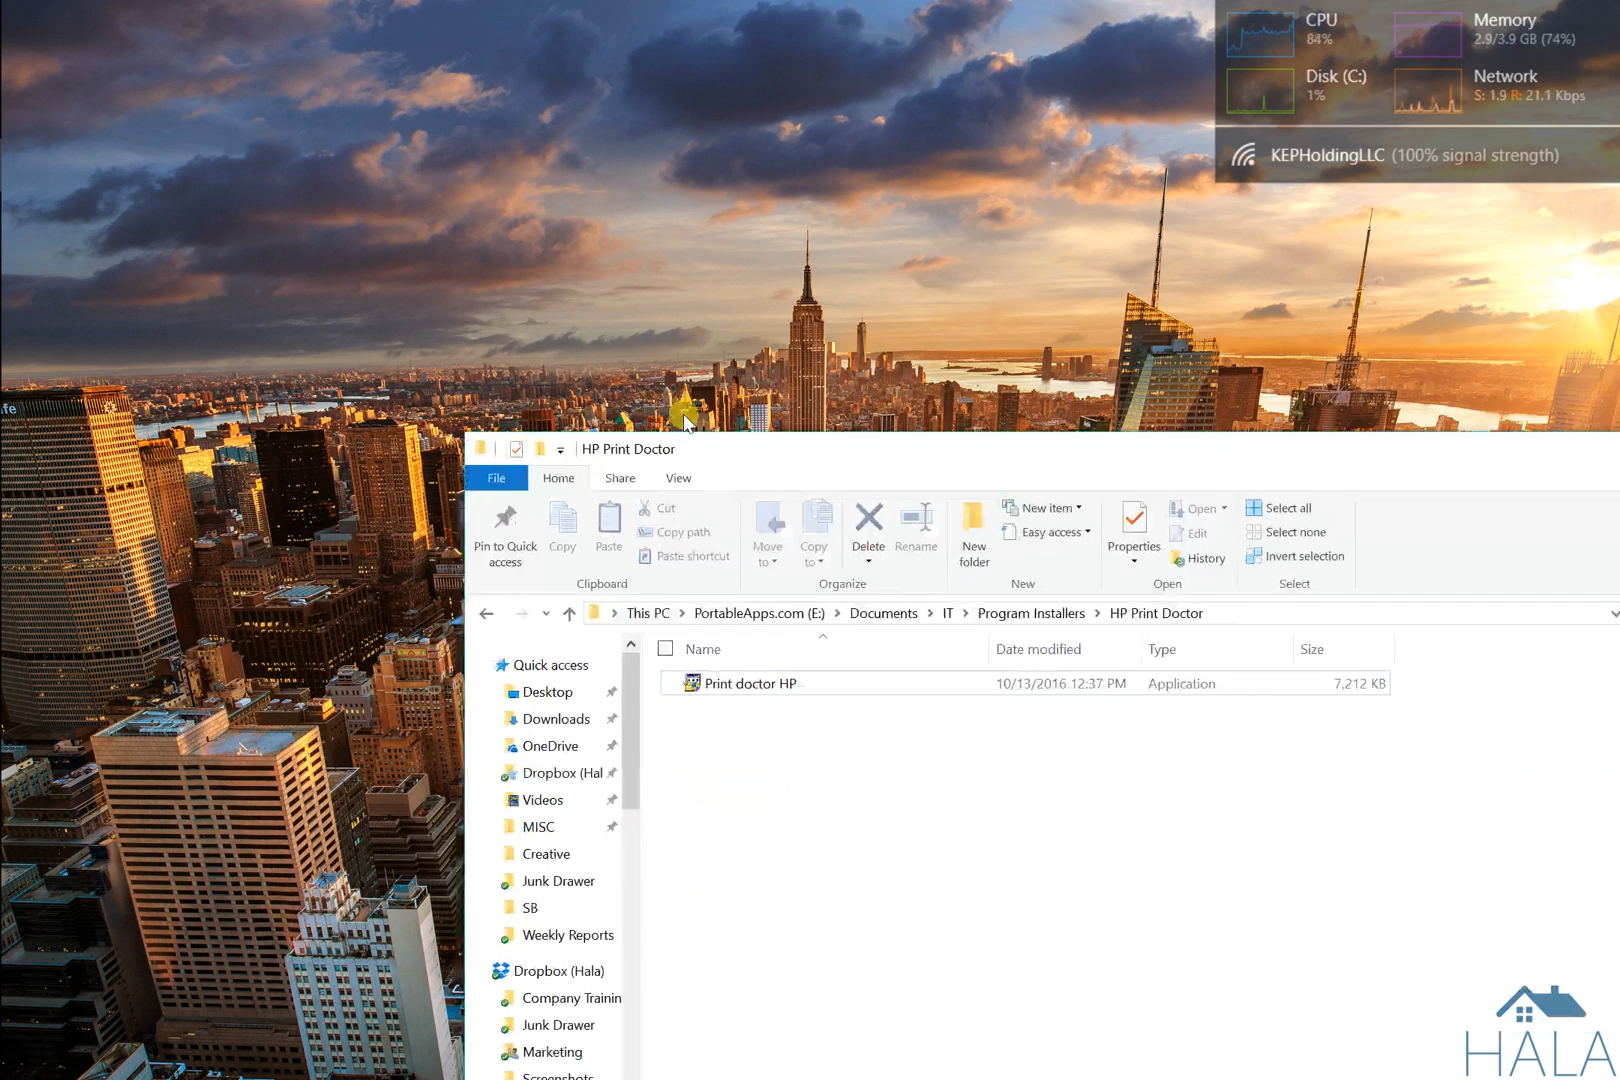 CPU
84%
Memory
2.9/3.9 GB (74%)
Disk (C:)
1%
Network
S: 1.9 R: 21.1 Kbps
KEPHoldingLLC (100% signal strength)
ife
HP Print Doctor
File Home Share View
Pin to Quick access
Copy
Paste
Cut
Copy path
Paste shortcut
Clipboard
Move to
Copy to
Delete
Rename
Organize
New folder
New item
Easy access
New
Properties
Open
Edit
History
Open
Select all
Select none
Invert selection
Select
This PC > PortableApps.com (E:) > Documents > IT > Program Installers > HP Print Doctor
Name Date modified Type Size
Print doctor HP 10/13/2016 12:37 PM Application 7,212 KB
Quick access
Desktop
Downloads
OneDrive
Dropbox (Hal
Videos
MISC
Creative
Junk Drawer
SB
Weekly Reports
Dropbox (Hala)
Company Trainin
Junk Drawer
Marketing
Screenshots
HALA